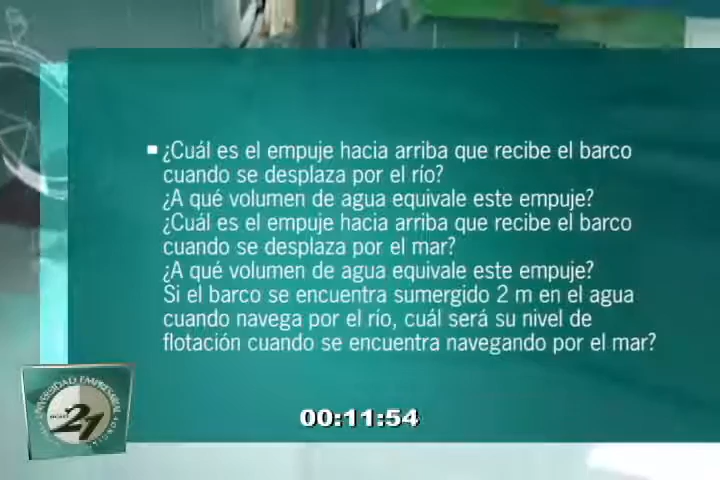 ¿Cuál es el empuje hacia arriba que recibe el barco
cuando se desplaza por el río?
¿A qué volumen de agua equivale este empuje?
¿Cuál es el empuje hacia arriba que recibe el barco
cuando se desplaza por el mar?
¿A qué volumen de agua equivale este empuje?
Si el barco se encuentra sumergido 2 m en el agua
cuando navega por el río, cuál será su nivel de
flotación cuando se encuentra navegando por el mar?
UNIVERSIDAD EMPRESARIAL
SIGLO 21
00:11:54